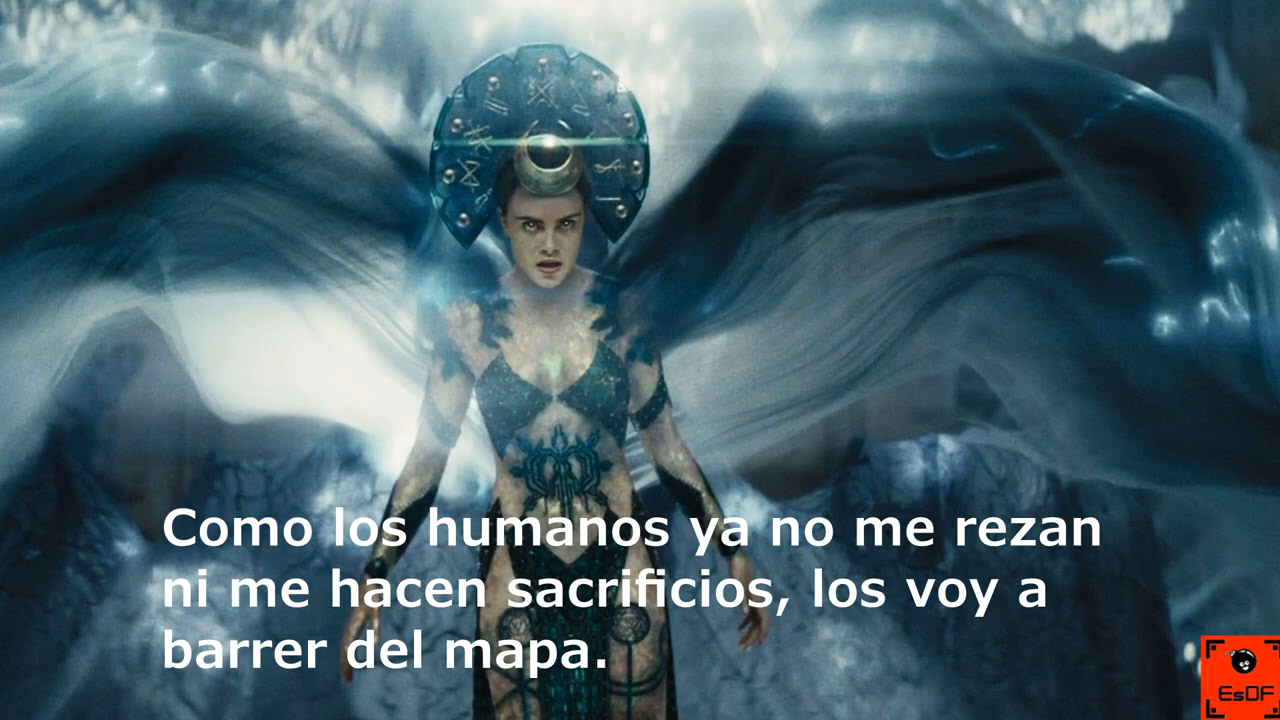 Como los humanos ya no me rezan
ni me hacen sacrificios, los voy a
barrer del mapa.
EsDF